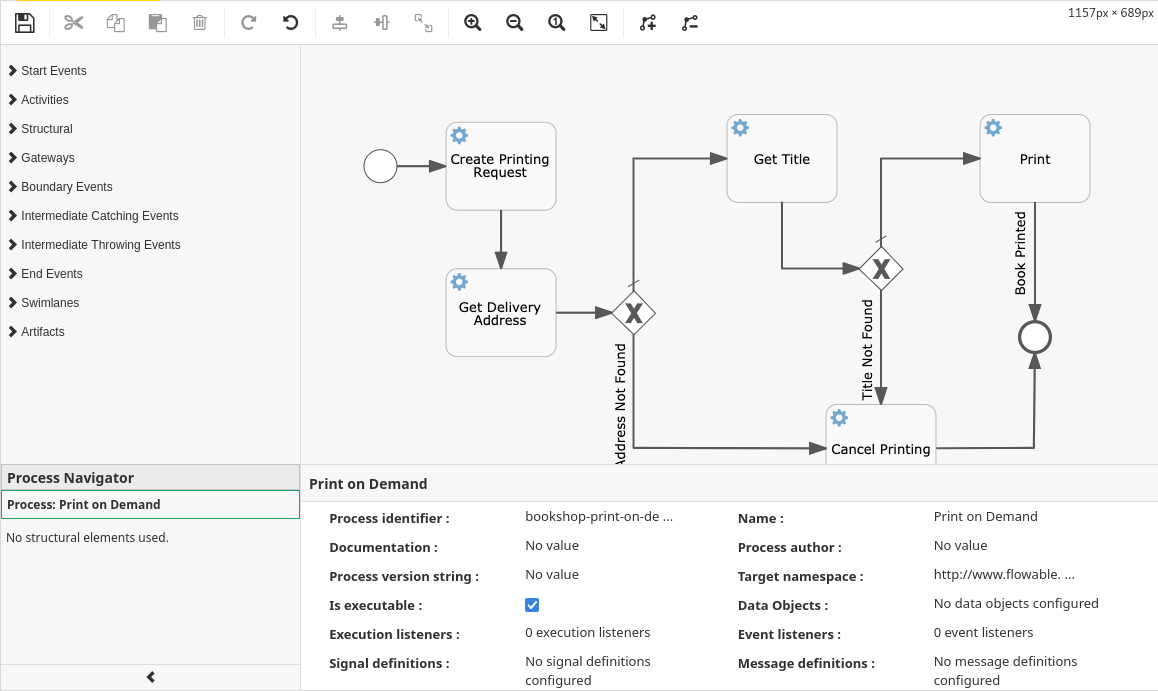 1157px × 689px
1
Start Events
Activities
Structural
Gateways
Boundary Events
Intermediate Catching Events
Intermediate Throwing Events
End Events
Swimlanes
Artifacts
Create Printing
Request
Get Title
Print
Get Delivery
Address
X
X
Book Printed
Title Not Found
Address Not Found
Cancel Printing
Process Navigator
Process: Print on Demand
No structural elements used.
Print on Demand
Process identifier : bookshop-print-on-de ... Name : Print on Demand
Documentation : No value Process author : No value
Process version string : No value Target namespace : http://www.flowable. ...
Is executable : Data Objects : No data objects configured
Execution listeners : 0 execution listeners Event listeners : 0 event listeners
Signal definitions : No signal definitions configured Message definitions : No message definitions configured